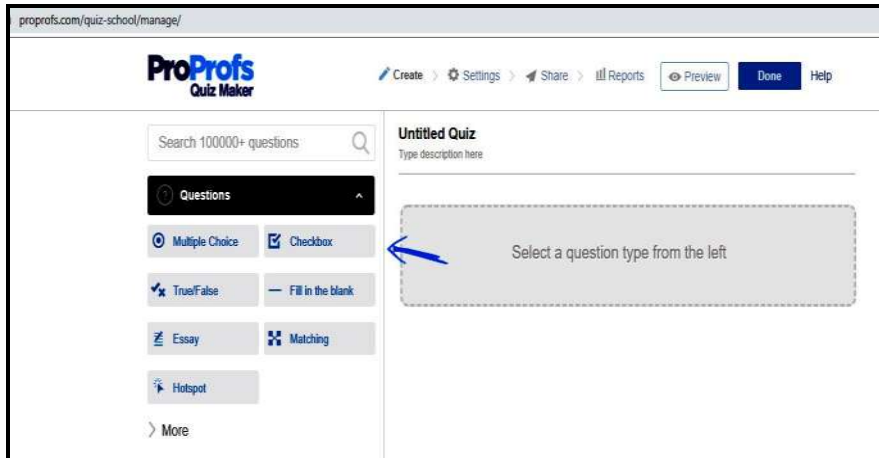 proprofs.com/quiz-school/manage/
ProProfs
Quiz Maker
Create
Settings
Share
Reports
Preview
Done
Help
Search 100000+ questions
Untitled Quiz
Type description here
? Questions
Multiple Choice
Checkbox
Select a question type from the left
True/False
Fill in the blank
Essay
Matching
Hotspot
More